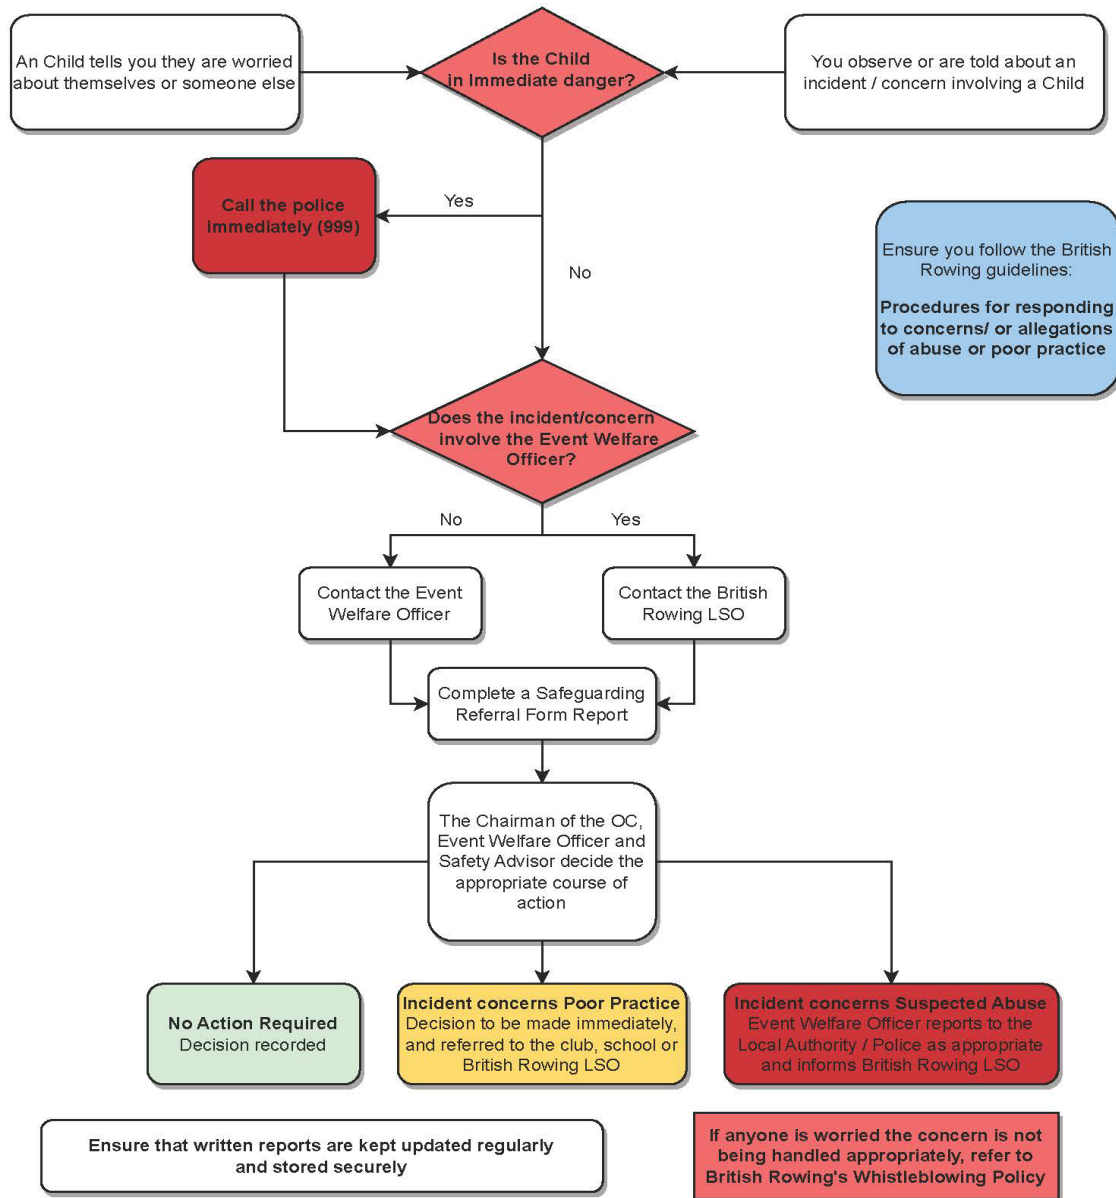 An Child tells you they are worried
about themselves or someone else
Is the Child
in Immediate danger?
You observe or are told about an
incident / concern involving a Child
Call the police
immediately (999)
Yes
No
Ensure you follow the British
Rowing guidelines:
Procedures for responding
to concerns/ or allegations
of abuse or poor practice
Does the incident/concern
involve the Event Welfare
Officer?
No
Yes
Contact the Event
Welfare Officer
Contact the British
Rowing LSO
Complete a Safeguarding
Referral Form Report
The Chairman of the OC,
Event Welfare Officer and
Safety Advisor decide the
appropriate course of
action
No Action Required
Decision recorded
Incident concerns Poor Practice
Decision to be made immediately,
and referred to the club, school or
British Rowing LSO
Incident concerns Suspected Abuse
Event Welfare Officer reports to the
Local Authority / Police as appropriate
and informs British Rowing LSO
Ensure that written reports are kept updated regularly
and stored securely
If anyone is worried the concern is not
being handled appropriately, refer to
British Rowing's Whistleblowing Policy